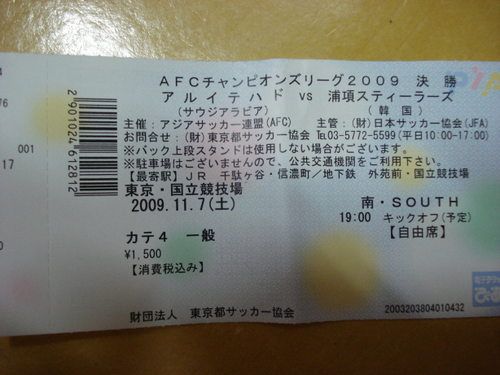 AFCチャンピオンズリーグ2009 決勝
アルイテハド vs 浦項スティーラーズ
(サウジアラビア) (韓国)
主催：アジアサッカー連盟(AFC) 主管：(財)日本サッカー協会(JFA)
お問合せ：(財)東京都サッカー協会 ℡03-5772-5599(平日10:00-17:00)
※バック上段スタンドは使用しない場合がございます。
※駐車場はございませんので、公共交通機関をご利用下さい。
【最寄駅】JR 千駄ヶ谷・信濃町／地下鉄 外苑前・国立競技場
東京・国立競技場
2009.11.7(土)
南・SOUTH
19:00 キックオフ(予定)
【自由席】
カテ4 一般
¥1,500
【消費税込み】
財団法人 東京都サッカー協会
2003203804010432
2901024612812
001
17